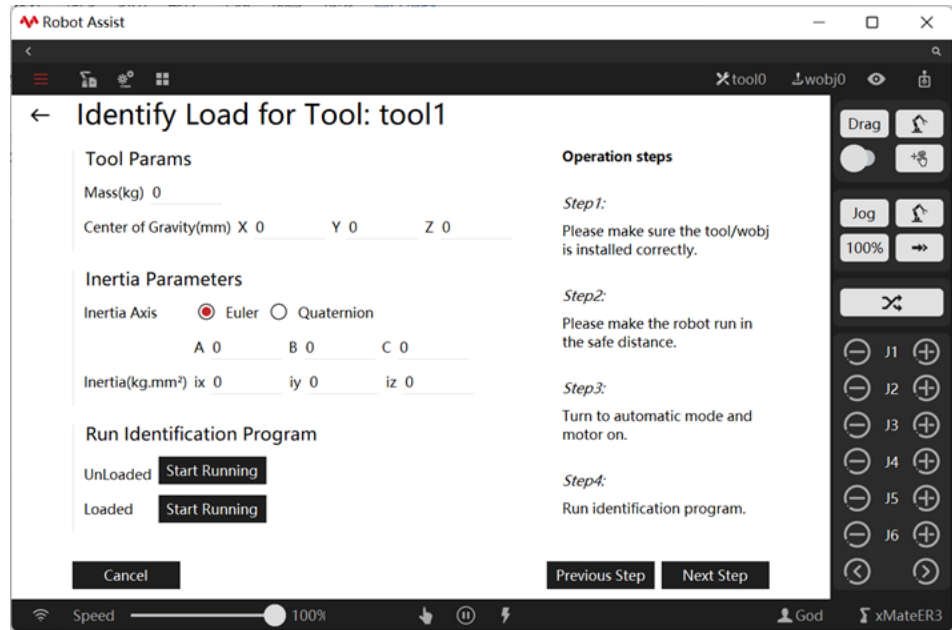 Robot Assist
tool0 wobj0
Identify Load for Tool: tool1
Tool Params
Mass(kg) 0
Center of Gravity(mm) X 0 Y 0 Z 0
Inertia Parameters
Inertia Axis Euler Quaternion
A 0 B 0 C 0
Inertia(kg.mm²) ix 0 iy 0 iz 0
Run Identification Program
UnLoaded Start Running
Loaded Start Running
Cancel
Operation steps
Step1:
Please make sure the tool/wobj
is installed correctly.
Step2:
Please make the robot run in
the safe distance.
Step3:
Turn to automatic mode and
motor on.
Step4:
Run identification program.
Previous Step Next Step
Drag
Jog
100%
J1
J2
J3
J4
J5
J6
Speed 100%
God xMateER3